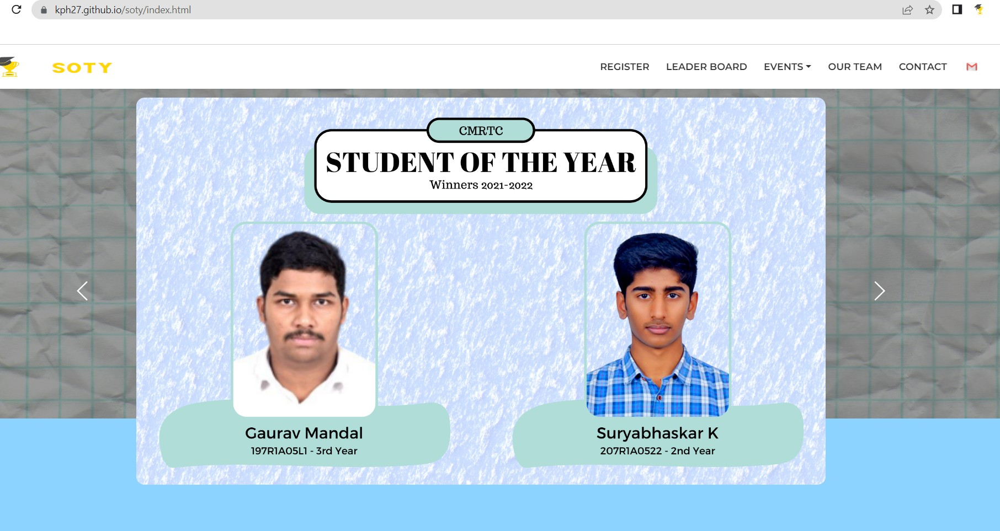 kph27.github.io/soty/index.html
SOTY
REGISTER LEADER BOARD EVENTS OUR TEAM CONTACT
CMRTC
STUDENT OF THE YEAR
Winners 2021-2022
Gaurav Mandal
197R1A05L1 - 3rd Year
Suryabhaskar K
207R1A0522 - 2nd Year